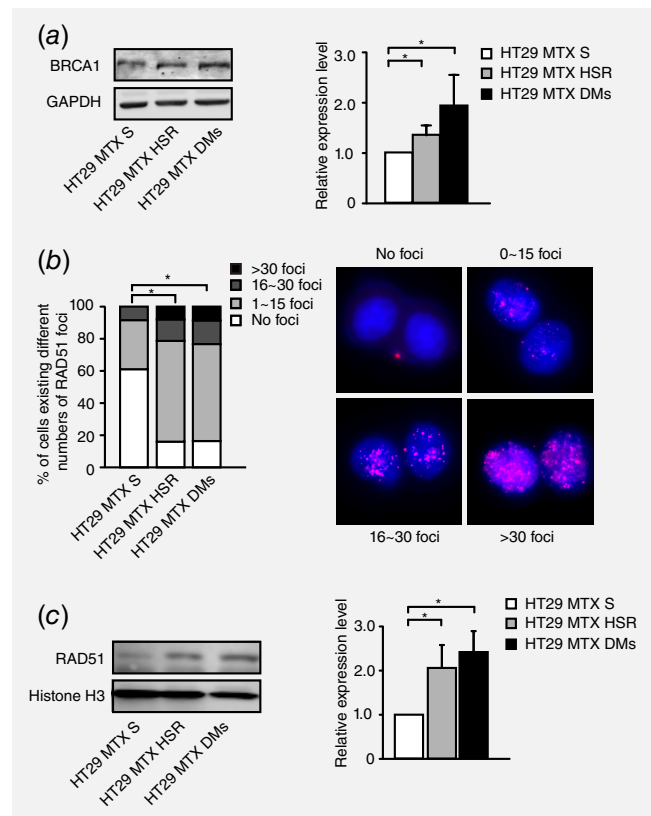 (a)
BRCA1
GAPDH
HT29 MTX S
HT29 MTX HSR
HT29 MTX DMs
Relative expression level
3.0
2.0
1.0
0
*
*
HT29 MTX S
HT29 MTX HSR
HT29 MTX DMs
(b)
% of cells existing different
numbers of RAD51 foci
100
80
60
40
20
0
*
*
>30 foci
16~30 foci
1~15 foci
No foci
HT29 MTX S
HT29 MTX HSR
HT29 MTX DMs
No foci
0~15 foci
16~30 foci
>30 foci
(c)
RAD51
Histone H3
HT29 MTX S
HT29 MTX HSR
HT29 MTX DMs
Relative expression level
3.0
2.0
1.0
0
*
*
HT29 MTX S
HT29 MTX HSR
HT29 MTX DMs